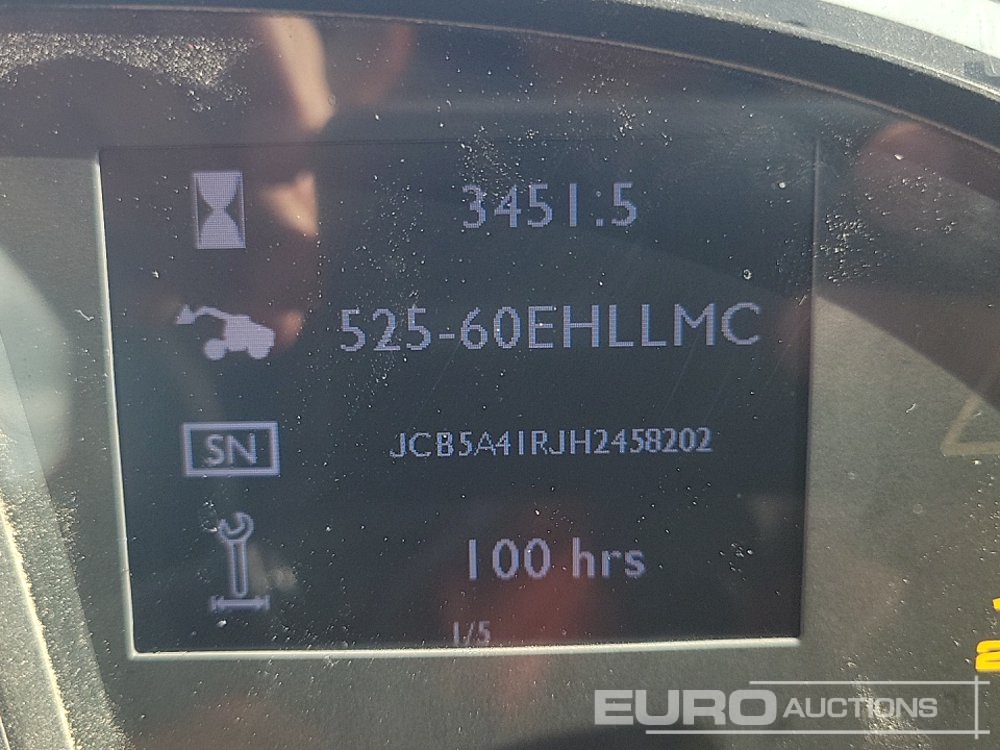 3451:5
525-60EHLLMC
SN JCB5A41RJH2458202
100 hrs
1/5
EURO AUCTIONS